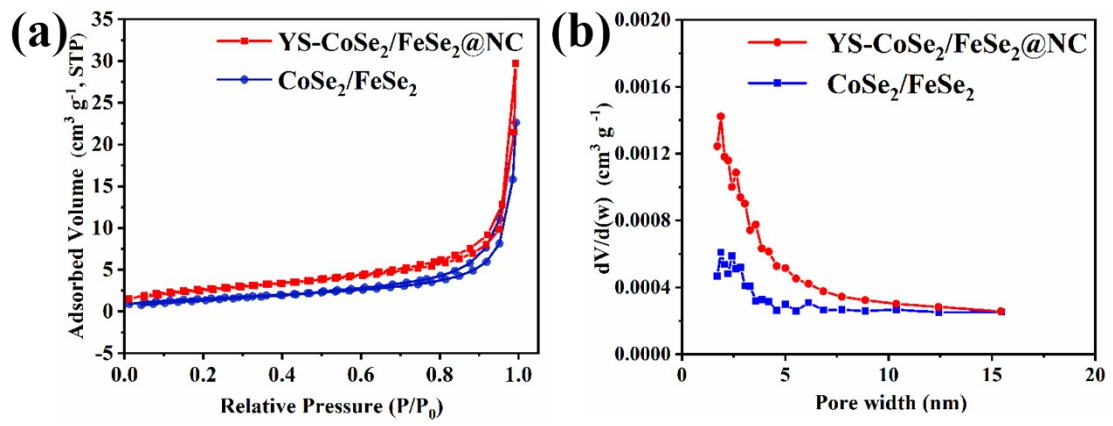 (a)
35
30
25
20
15
10
5
0
-5
Adsorbed Volume (cm³ g⁻¹, STP)
YS-CoSe₂/FeSe₂@NC
CoSe₂/FeSe₂
0.0 0.2 0.4 0.6 0.8 1.0
Relative Pressure (P/P₀)
(b)
0.0020
0.0016
0.0012
0.0008
0.0004
0.0000
dV/d(w) (cm³ g⁻¹)
YS-CoSe₂/FeSe₂@NC
CoSe₂/FeSe₂
0 5 10 15 20
Pore width (nm)